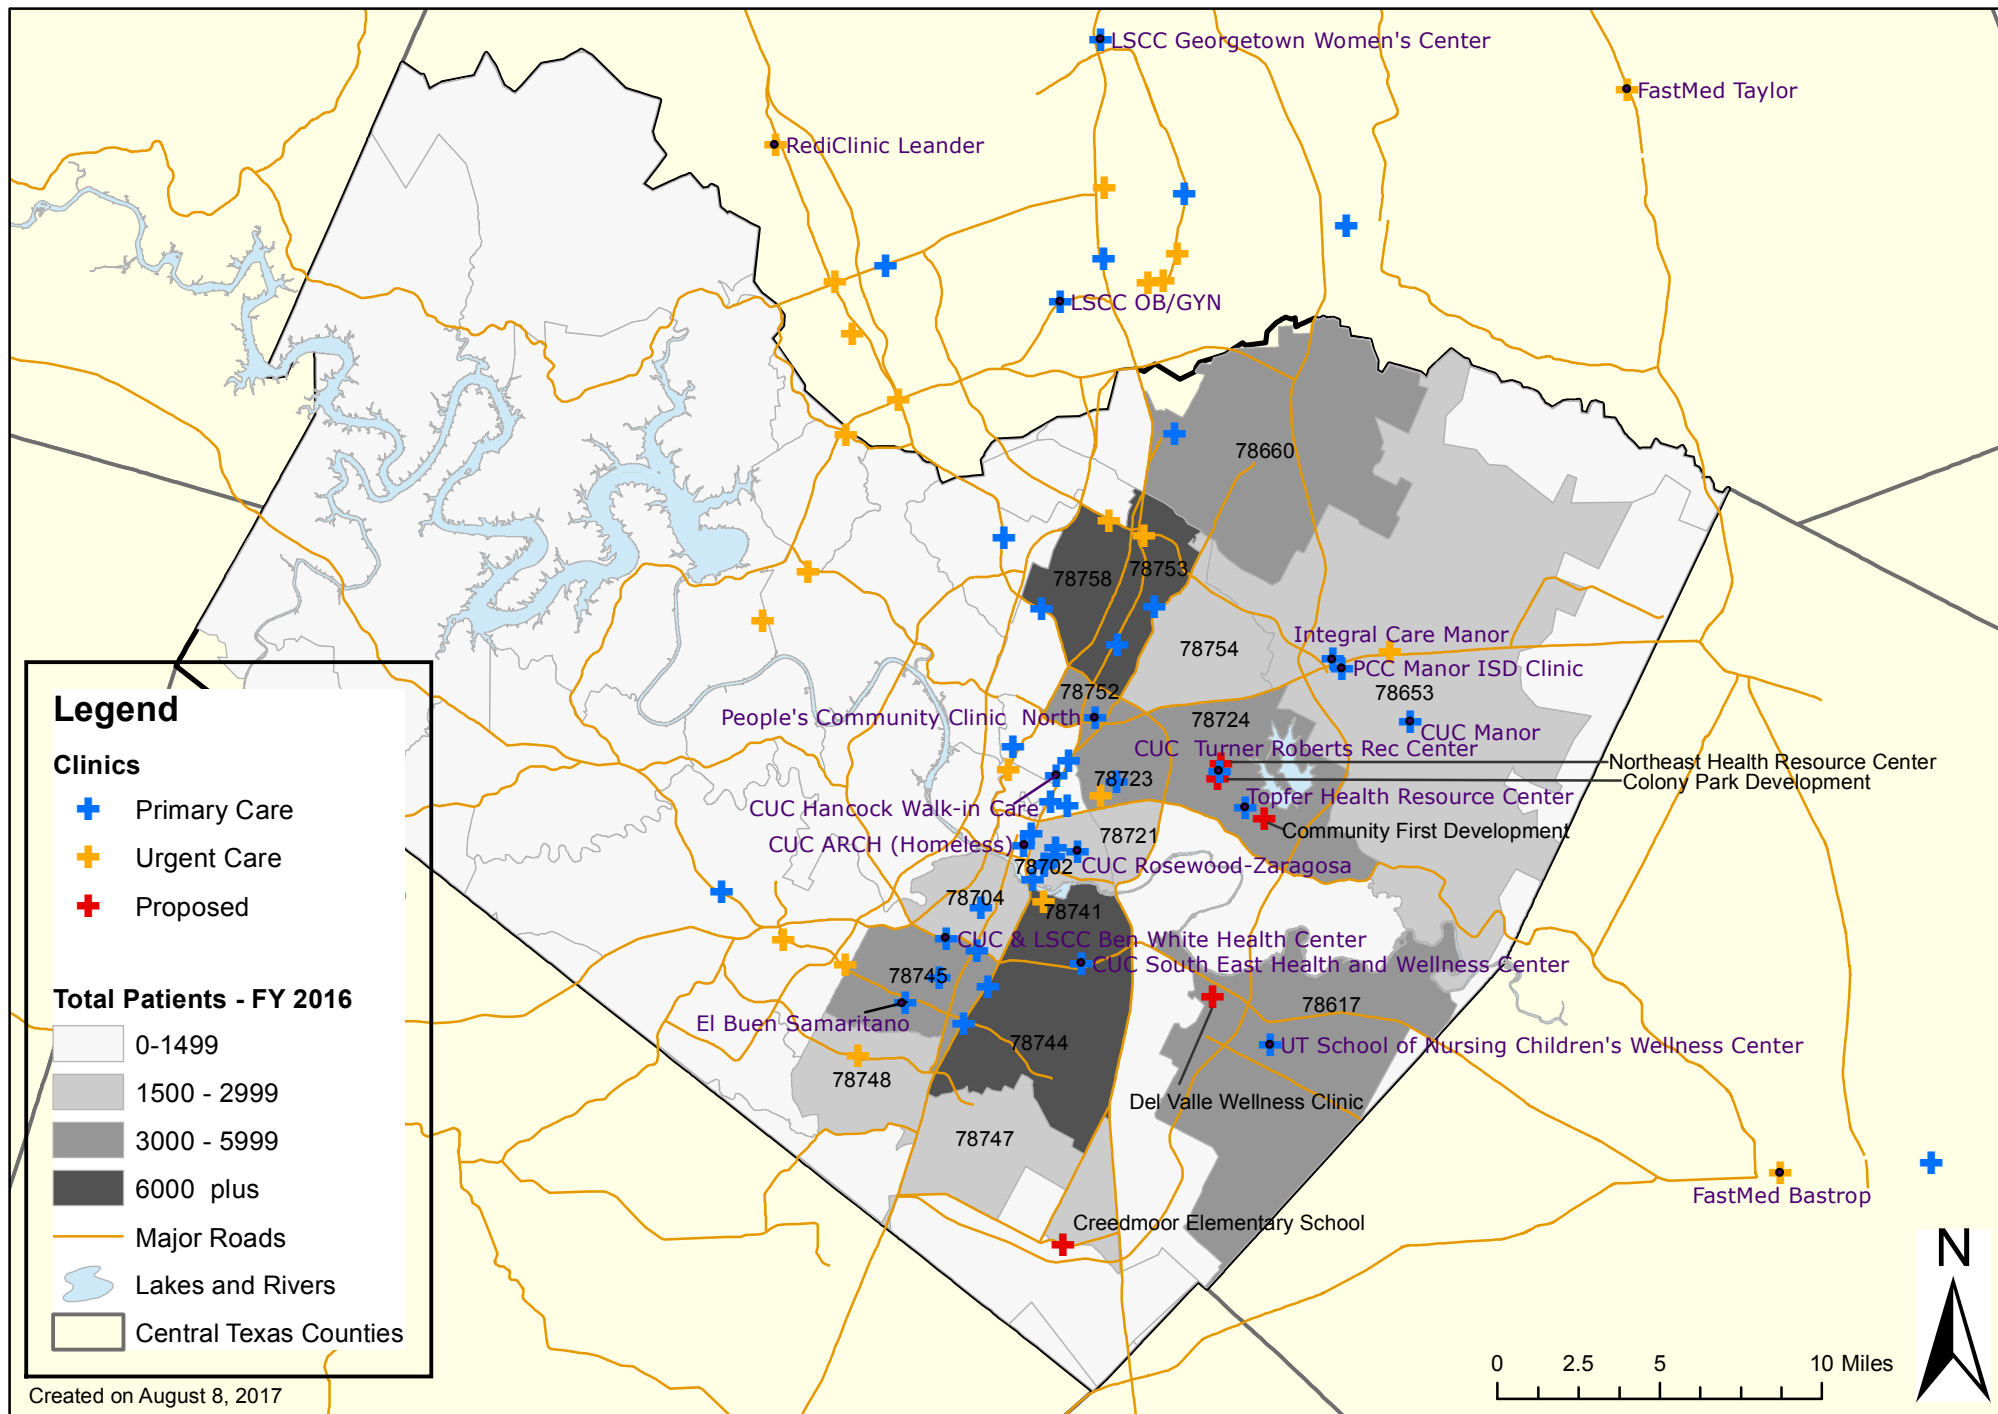 LSCC Georgetown Women's Center
FastMed Taylor
RediClinic Leander
LSCC OB/GYN
78660
78758
78753
Integral Care Manor
78754
PCC Manor ISD Clinic
78653
78752
People's Community Clinic  North
78724
CUC Manor
CUC  Turner Roberts Rec Center
Northeast Health Resource Center
Colony Park Development
78723
Topfer Health Resource Center
CUC Hancock Walk-in Care
Community First Development
78721
CUC ARCH (Homeless)
78702
CUC Rosewood-Zaragosa
78704
78741
CUC & LSCC Ben White Health Center
CUC South East Health and Wellness Center
78745
78617
El Buen Samaritano
78744
UT School of Nursing Children's Wellness Center
78748
Del Valle Wellness Clinic
78747
FastMed Bastrop
Creedmoor Elementary School
Legend
Clinics
Primary Care
Urgent Care
Proposed
Total Patients - FY 2016
0-1499
1500 - 2999
3000 - 5999
6000  plus
Major Roads
Lakes and Rivers
Central Texas Counties
Created on August 8, 2017
N
0 2.5 5 10 Miles